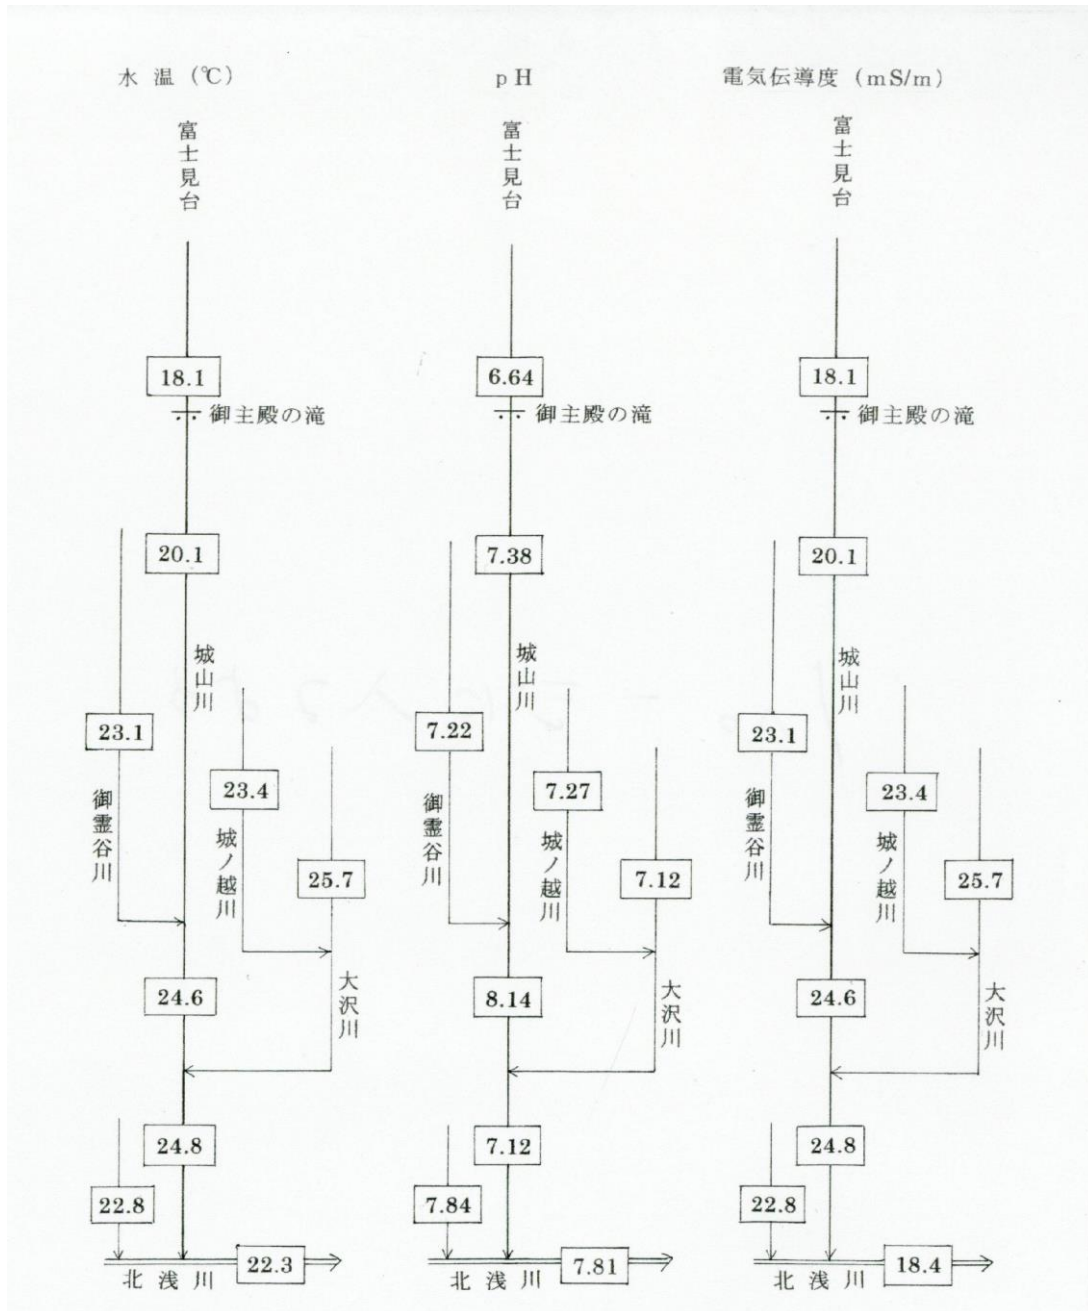 水温（℃）
富士見台
18.1
御主殿の滝
20.1
城山川
23.1
御霊谷川
23.4
城ノ越川
25.7
大沢川
24.6
24.8
22.8
22.3
北浅川
pH
富士見台
6.64
御主殿の滝
7.38
城山川
7.22
御霊谷川
7.27
城ノ越川
7.12
大沢川
8.14
7.12
7.84
7.81
北浅川
電気伝導度（mS/m）
富士見台
18.1
御主殿の滝
20.1
城山川
23.1
御霊谷川
23.4
城ノ越川
25.7
大沢川
24.6
24.8
22.8
18.4
北浅川